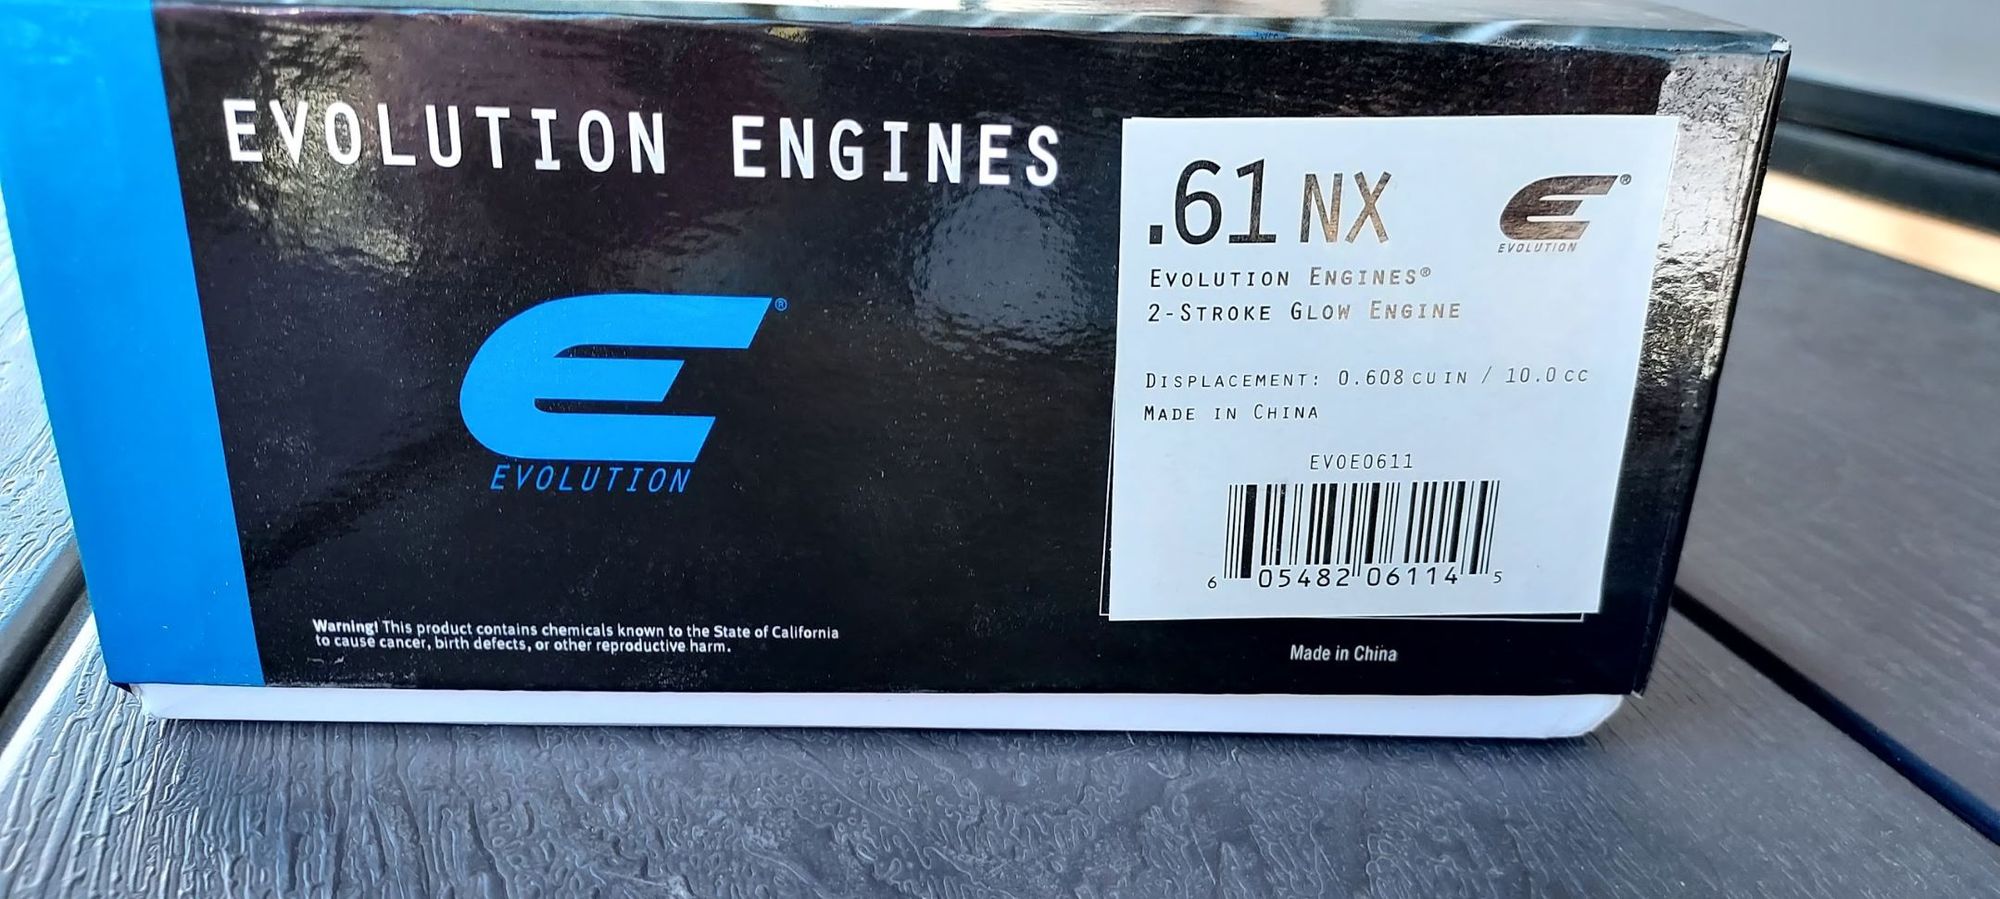 EVOLUTION ENGINES
E®
EVOLUTION
Warning! This product contains chemicals known to the State of California
to cause cancer, birth defects, or other reproductive harm.
.61 NX
E®
EVOLUTION
EVOLUTION ENGINES®
2-STROKE GLOW ENGINE
DISPLACEMENT: 0.608 CU IN / 10.0 CC
MADE IN CHINA
EVOE0611
6 05482 06114 5
Made in China